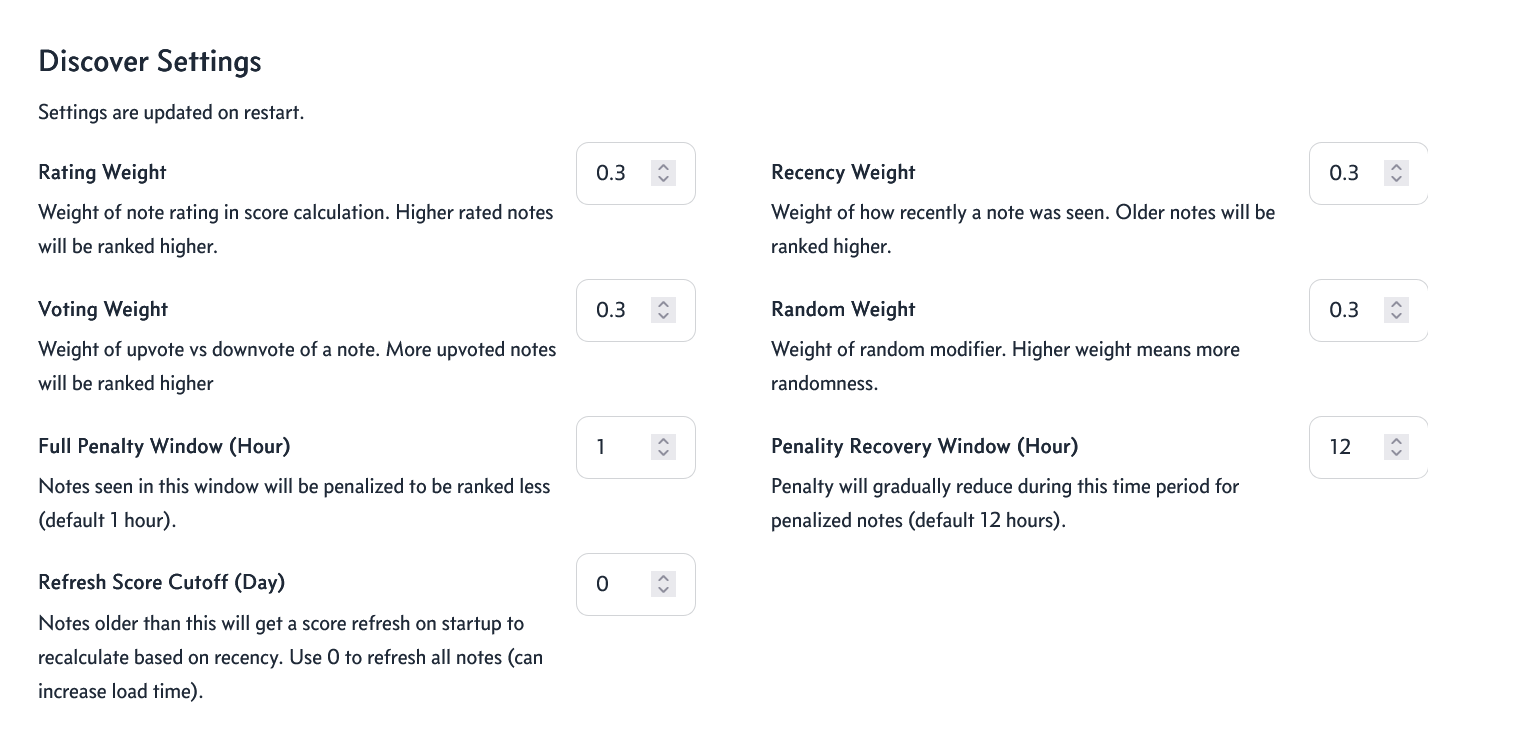 Discover Settings
Settings are updated on restart.
Rating Weight
0.3
Weight of note rating in score calculation. Higher rated notes
will be ranked higher.
Recency Weight
0.3
Weight of how recently a note was seen. Older notes will be
ranked higher.
Voting Weight
0.3
Weight of upvote vs downvote of a note. More upvoted notes
will be ranked higher
Random Weight
0.3
Weight of random modifier. Higher weight means more
randomness.
Full Penalty Window (Hour)
1
Notes seen in this window will be penalized to be ranked less
(default 1 hour).
Penality Recovery Window (Hour)
12
Penalty will gradually reduce during this time period for
penalized notes (default 12 hours).
Refresh Score Cutoff (Day)
0
Notes older than this will get a score refresh on startup to
recalculate based on recency. Use 0 to refresh all notes (can
increase load time).